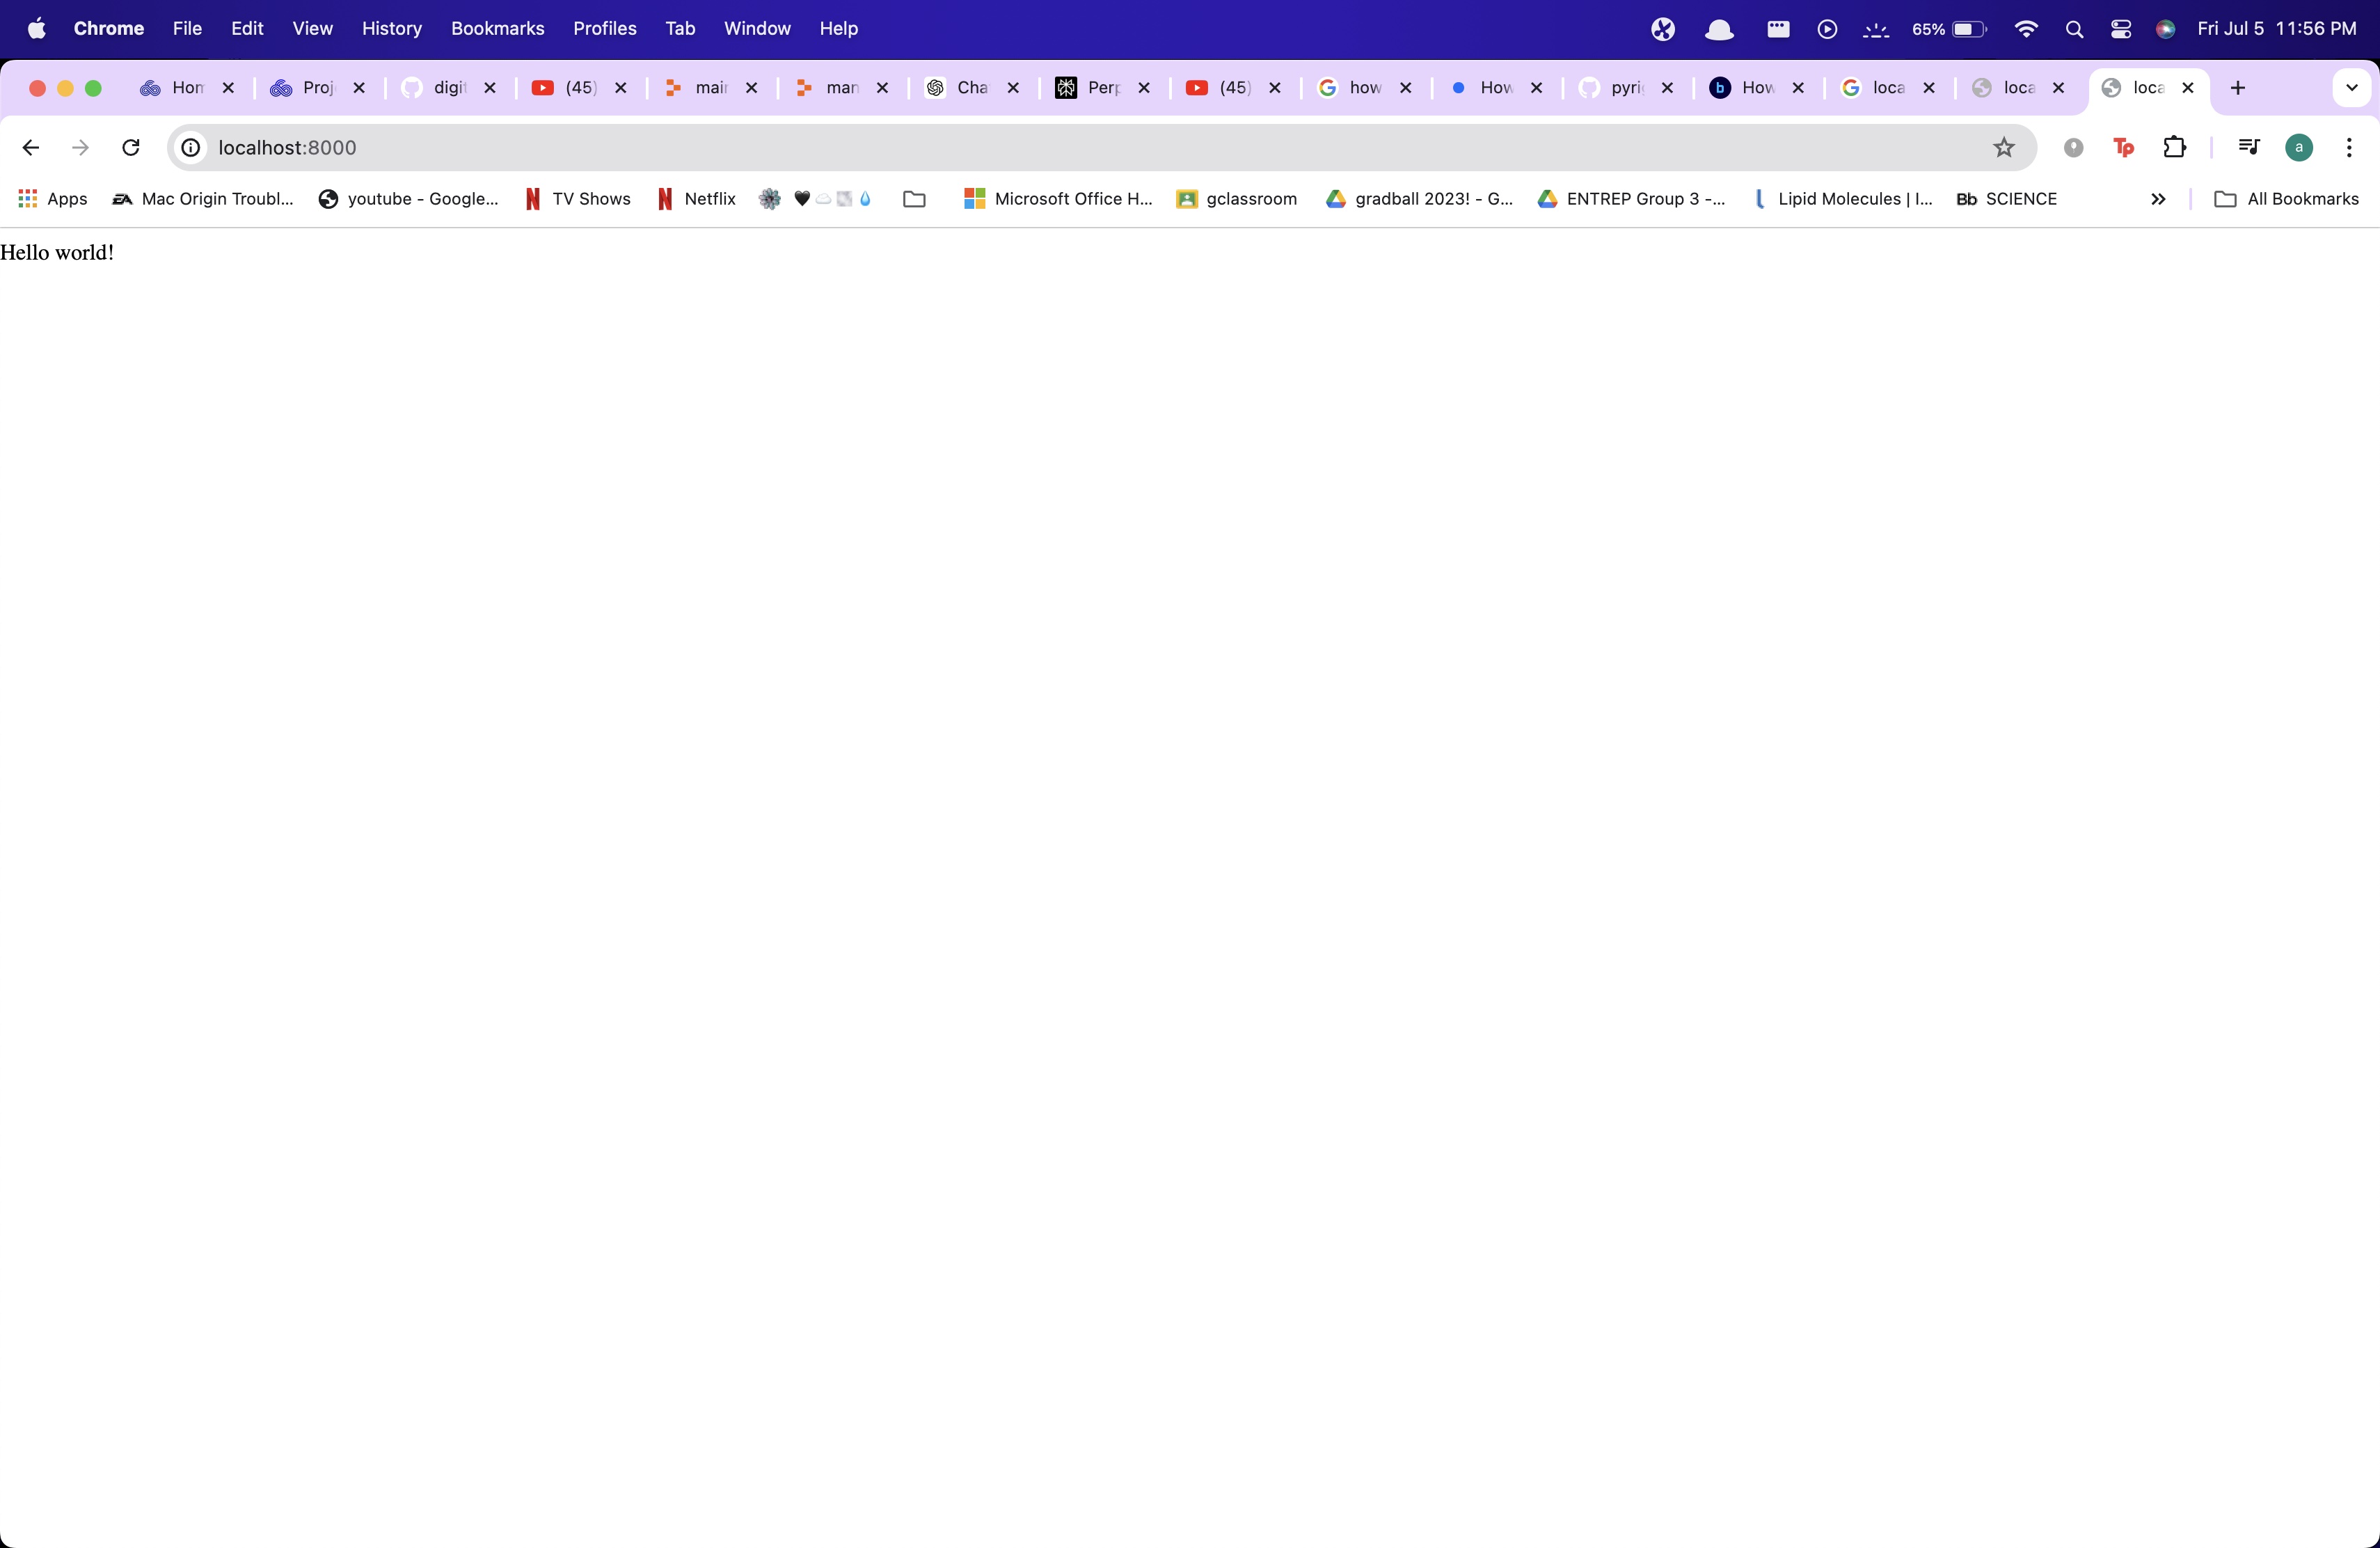 Chrome File Edit View History Bookmarks Profiles Tab Window Help 65% Fri Jul 5 11:56 PM
Hom Proj digit (45) main man Cha Perp (45) how How pyri How loca loca loca
localhost:8000 Tp a
Apps EA Mac Origin Troubl... youtube - Google... N TV Shows N Netflix Microsoft Office H... gclassroom gradball 2023! - G... ENTREP Group 3 -... Lipid Molecules | l... Bb SCIENCE All Bookmarks
Hello world!